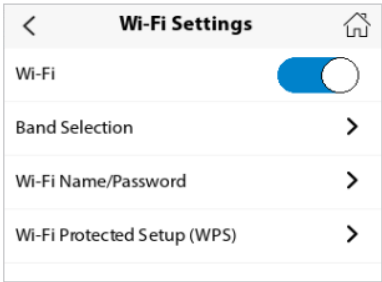 Wi-Fi Settings
Wi-Fi
Band Selection
Wi-Fi Name/Password
Wi-Fi Protected Setup (WPS)